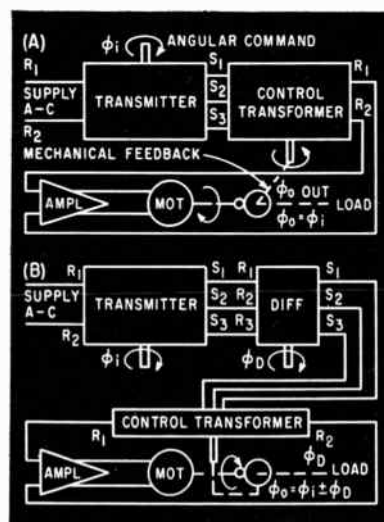 (A) ϕi ANGULAR COMMAND
R1 S1 R1
SUPPLY A-C TRANSMITTER S2 CONTROL TRANSFORMER
R2 S3 R2
MECHANICAL FEEDBACK
AMPL MOT ϕo OUT
LOAD
ϕo = ϕi
(B) R1 S1 R1 S1
SUPPLY A-C TRANSMITTER S2 R2 DIFF S2
R2 S3 R3 S3
ϕi ϕD
CONTROL TRANSFORMER
R1 R2
AMPL MOT ϕD
LOAD
ϕo = ϕi ± ϕD